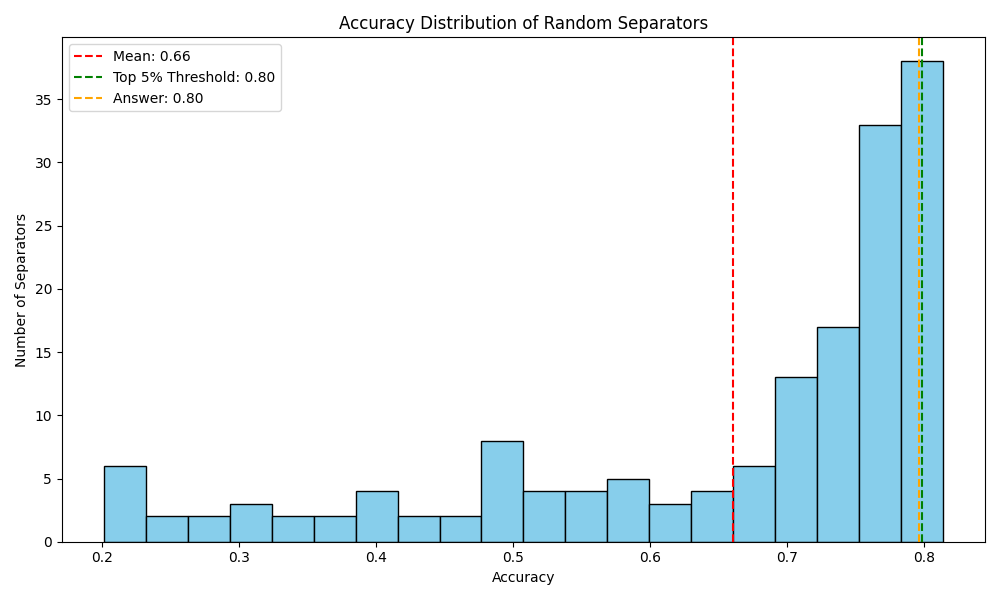 Accuracy Distribution of Random Separators
Mean: 0.66
Top 5% Threshold: 0.80
Answer: 0.80
Number of Separators
35
30
25
20
15
10
5
0
0.2 0.3 0.4 0.5 0.6 0.7 0.8
Accuracy